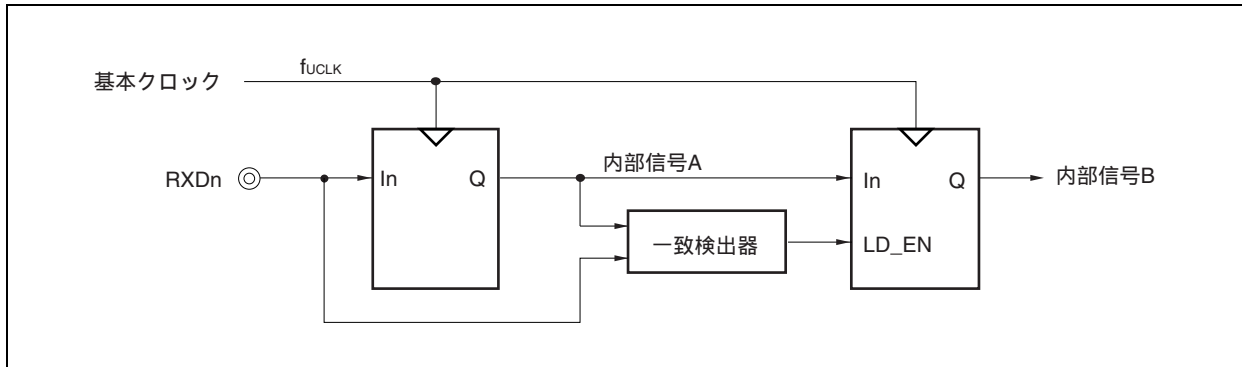 基本クロック
fUCLK
RXDn
In
Q
内部信号A
In
Q
内部信号B
一致検出器
LD_EN